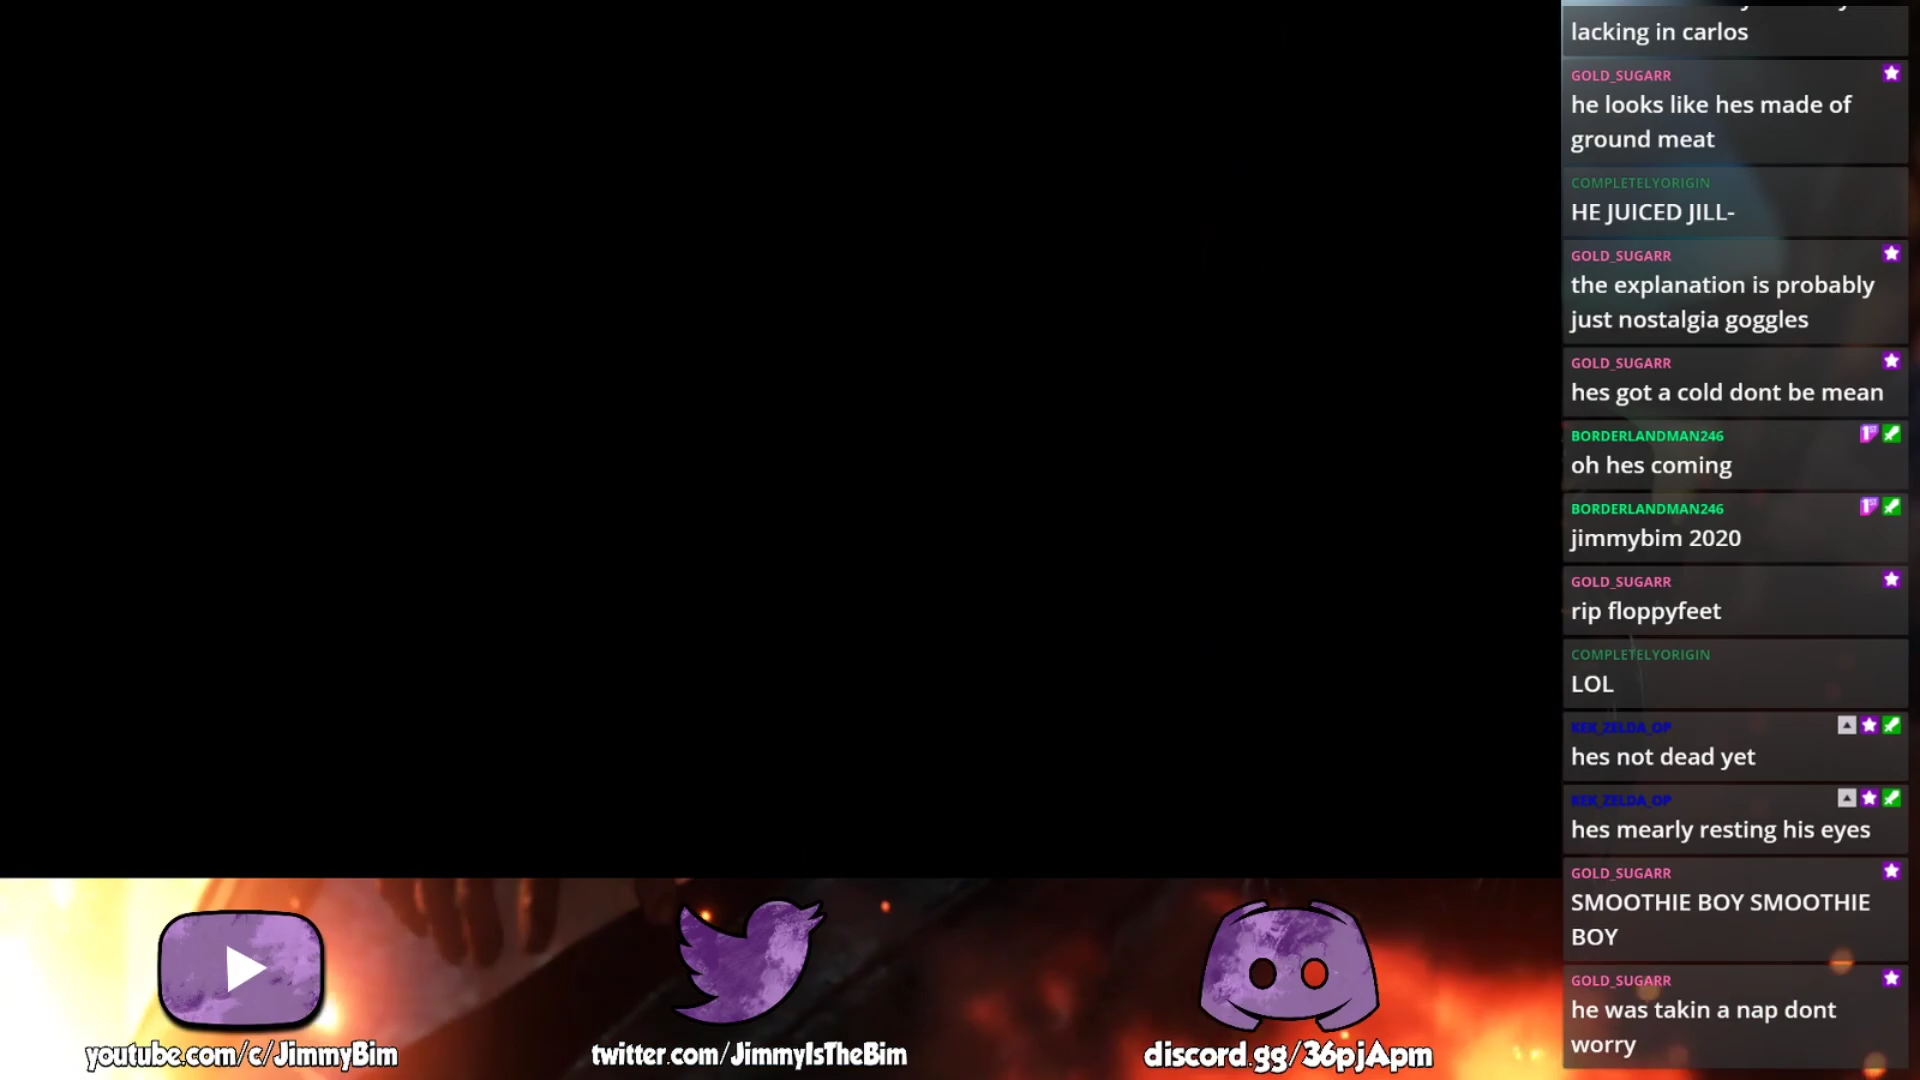 lacking in carlos
GOLD_SUGARR
he looks like hes made of
ground meat
COMPLETELYORIGIN
HE JUICED JILL-
GOLD_SUGARR
the explanation is probably
just nostalgia goggles
GOLD_SUGARR
hes got a cold dont be mean
BORDERLANDMAN246
oh hes coming
BORDERLANDMAN246
jimmybim 2020
GOLD_SUGARR
rip floppyfeet
COMPLETELYORIGIN
LOL
KEK_ZELDA_OP
hes not dead yet
KEK_ZELDA_OP
hes mearly resting his eyes
GOLD_SUGARR
SMOOTHIE BOY SMOOTHIE
BOY
GOLD_SUGARR
he was takin a nap dont
worry
youtube.com/c/JimmyBim
twitter.com/JimmyIsTheBim
discord.gg/36pjApm